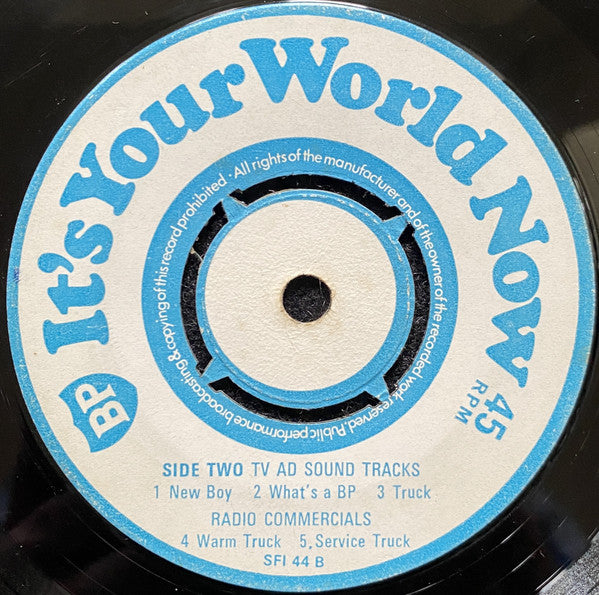 BP It's Your World Now 45
RPM
All rights of the manufacturer and of the owner of the recorded work reserved. Public performance broadcasting & copying of this record prohibited ·
SIDE TWO TV AD SOUND TRACKS
1 New Boy 2 What's a BP 3 Truck
RADIO COMMERCIALS
4 Warm Truck 5. Service Truck
SFI 44 B